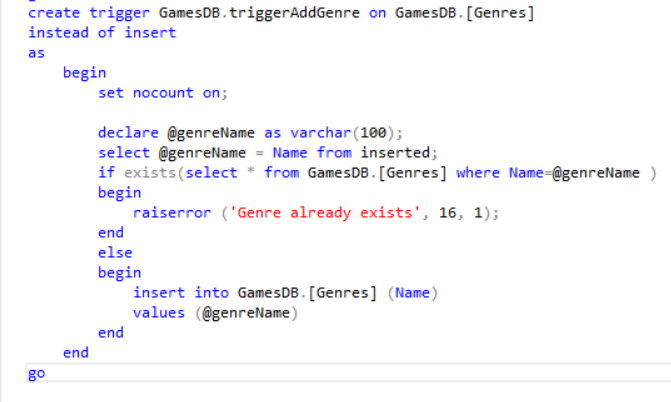 create trigger GamesDB.triggerAddGenre on GamesDB.[Genres]
instead of insert
as
begin
set nocount on;
declare @genreName as varchar(100);
select @genreName = Name from inserted;
if exists(select * from GamesDB.[Genres] where Name=@genreName )
begin
raiserror ('Genre already exists', 16, 1);
end
else
begin
insert into GamesDB.[Genres] (Name)
values (@genreName)
end
end
go